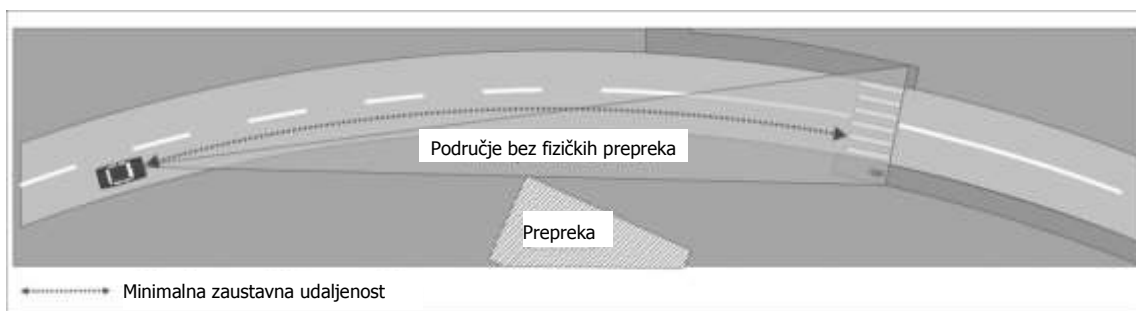 Područje bez fizičkih prepreka
Prepreka
Minimalna zaustavna udaljenost